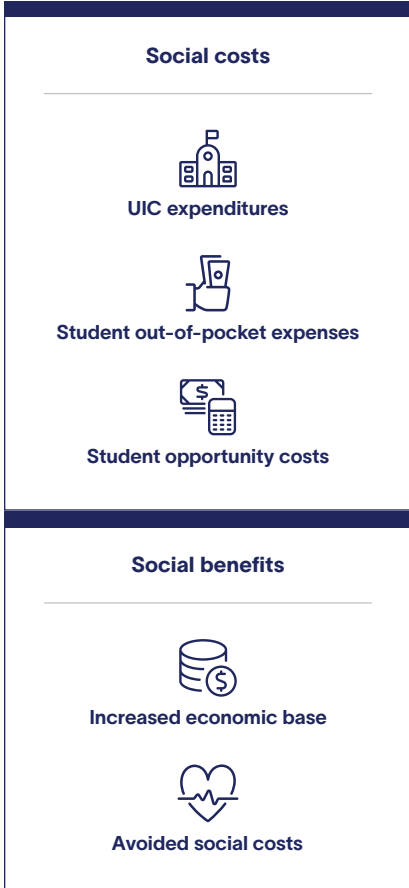 Social costs
UIC expenditures
Student out-of-pocket expenses
$
Student opportunity costs
Social benefits
$
Increased economic base
Avoided social costs